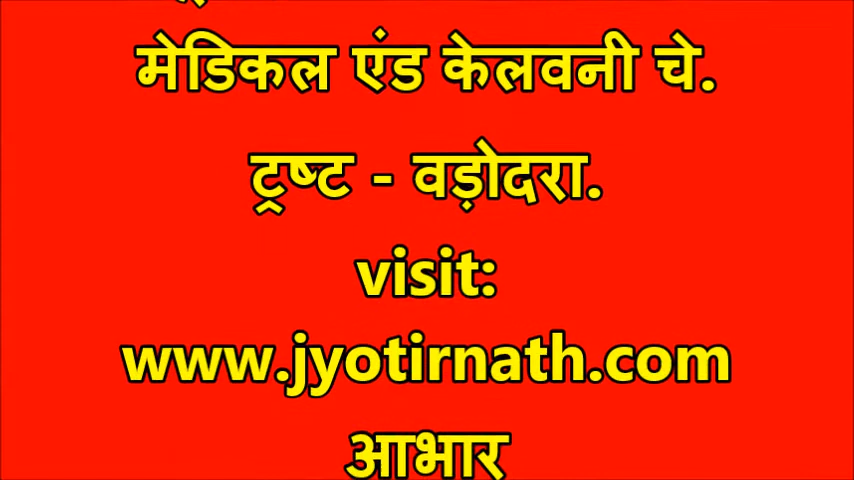 मेडिकल एंड केलवनी चे.
ट्रष्ट - वड़ोदरा.
visit:
www.jyotirnath.com
आभार